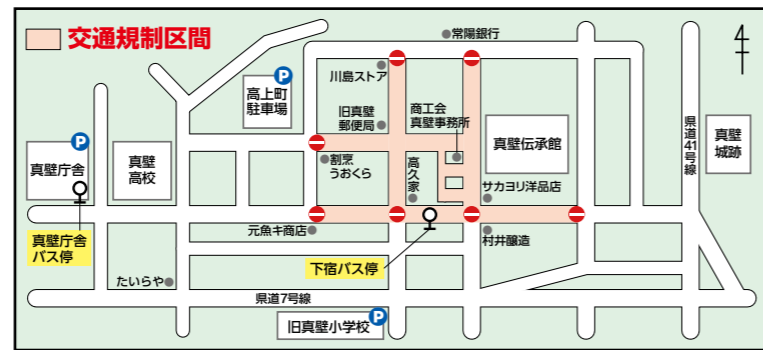 交通規制区間
常陽銀行
4
P
川島ストア
高上町
駐車場
旧真壁
郵便局
商工会
真壁事務所
県道41号線
真壁
城跡
P
真壁庁舎
真壁
高校
割烹
うおくら
高久家
真壁伝承館
サカヨリ洋品店
元魚キ商店
村井醸造
真壁庁舎
バス停
下宿バス停
たいらや
県道7号線
旧真壁小学校
P